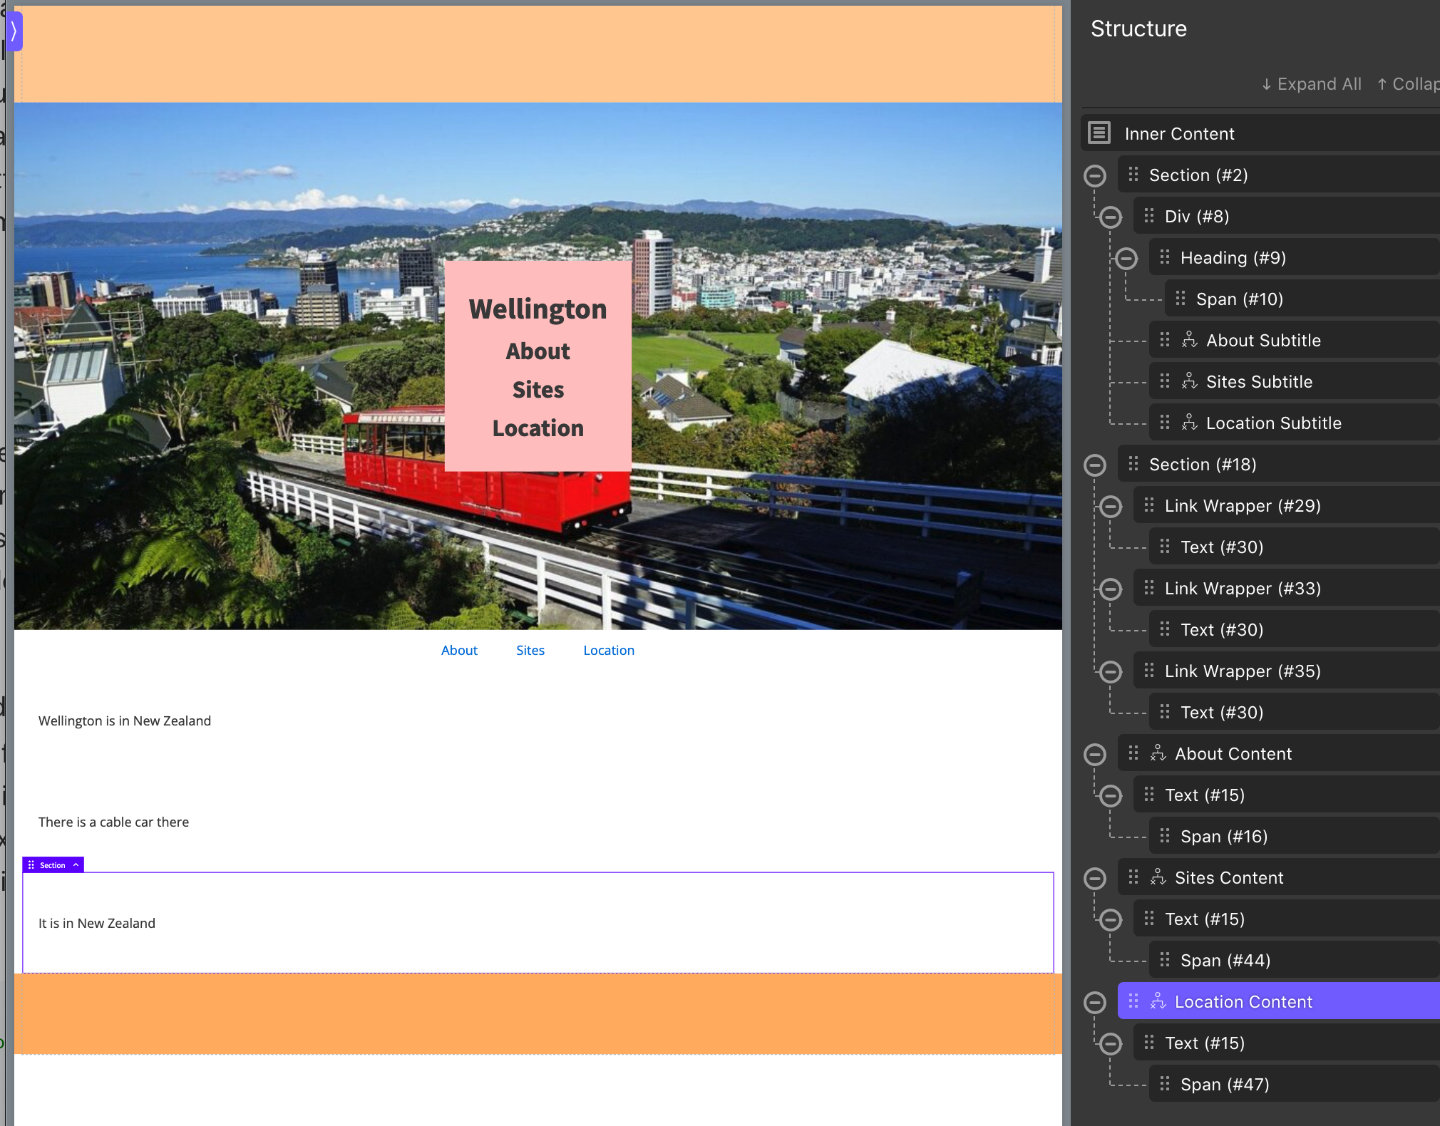 Wellington
About
Sites
Location
About Sites Location
Wellington is in New Zealand
There is a cable car there
Section
It is in New Zealand
Structure
↓ Expand All ↑ Collap
Inner Content
Section (#2)
Div (#8)
Heading (#9)
Span (#10)
About Subtitle
Sites Subtitle
Location Subtitle
Section (#18)
Link Wrapper (#29)
Text (#30)
Link Wrapper (#33)
Text (#30)
Link Wrapper (#35)
Text (#30)
About Content
Text (#15)
Span (#16)
Sites Content
Text (#15)
Span (#44)
Location Content
Text (#15)
Span (#47)